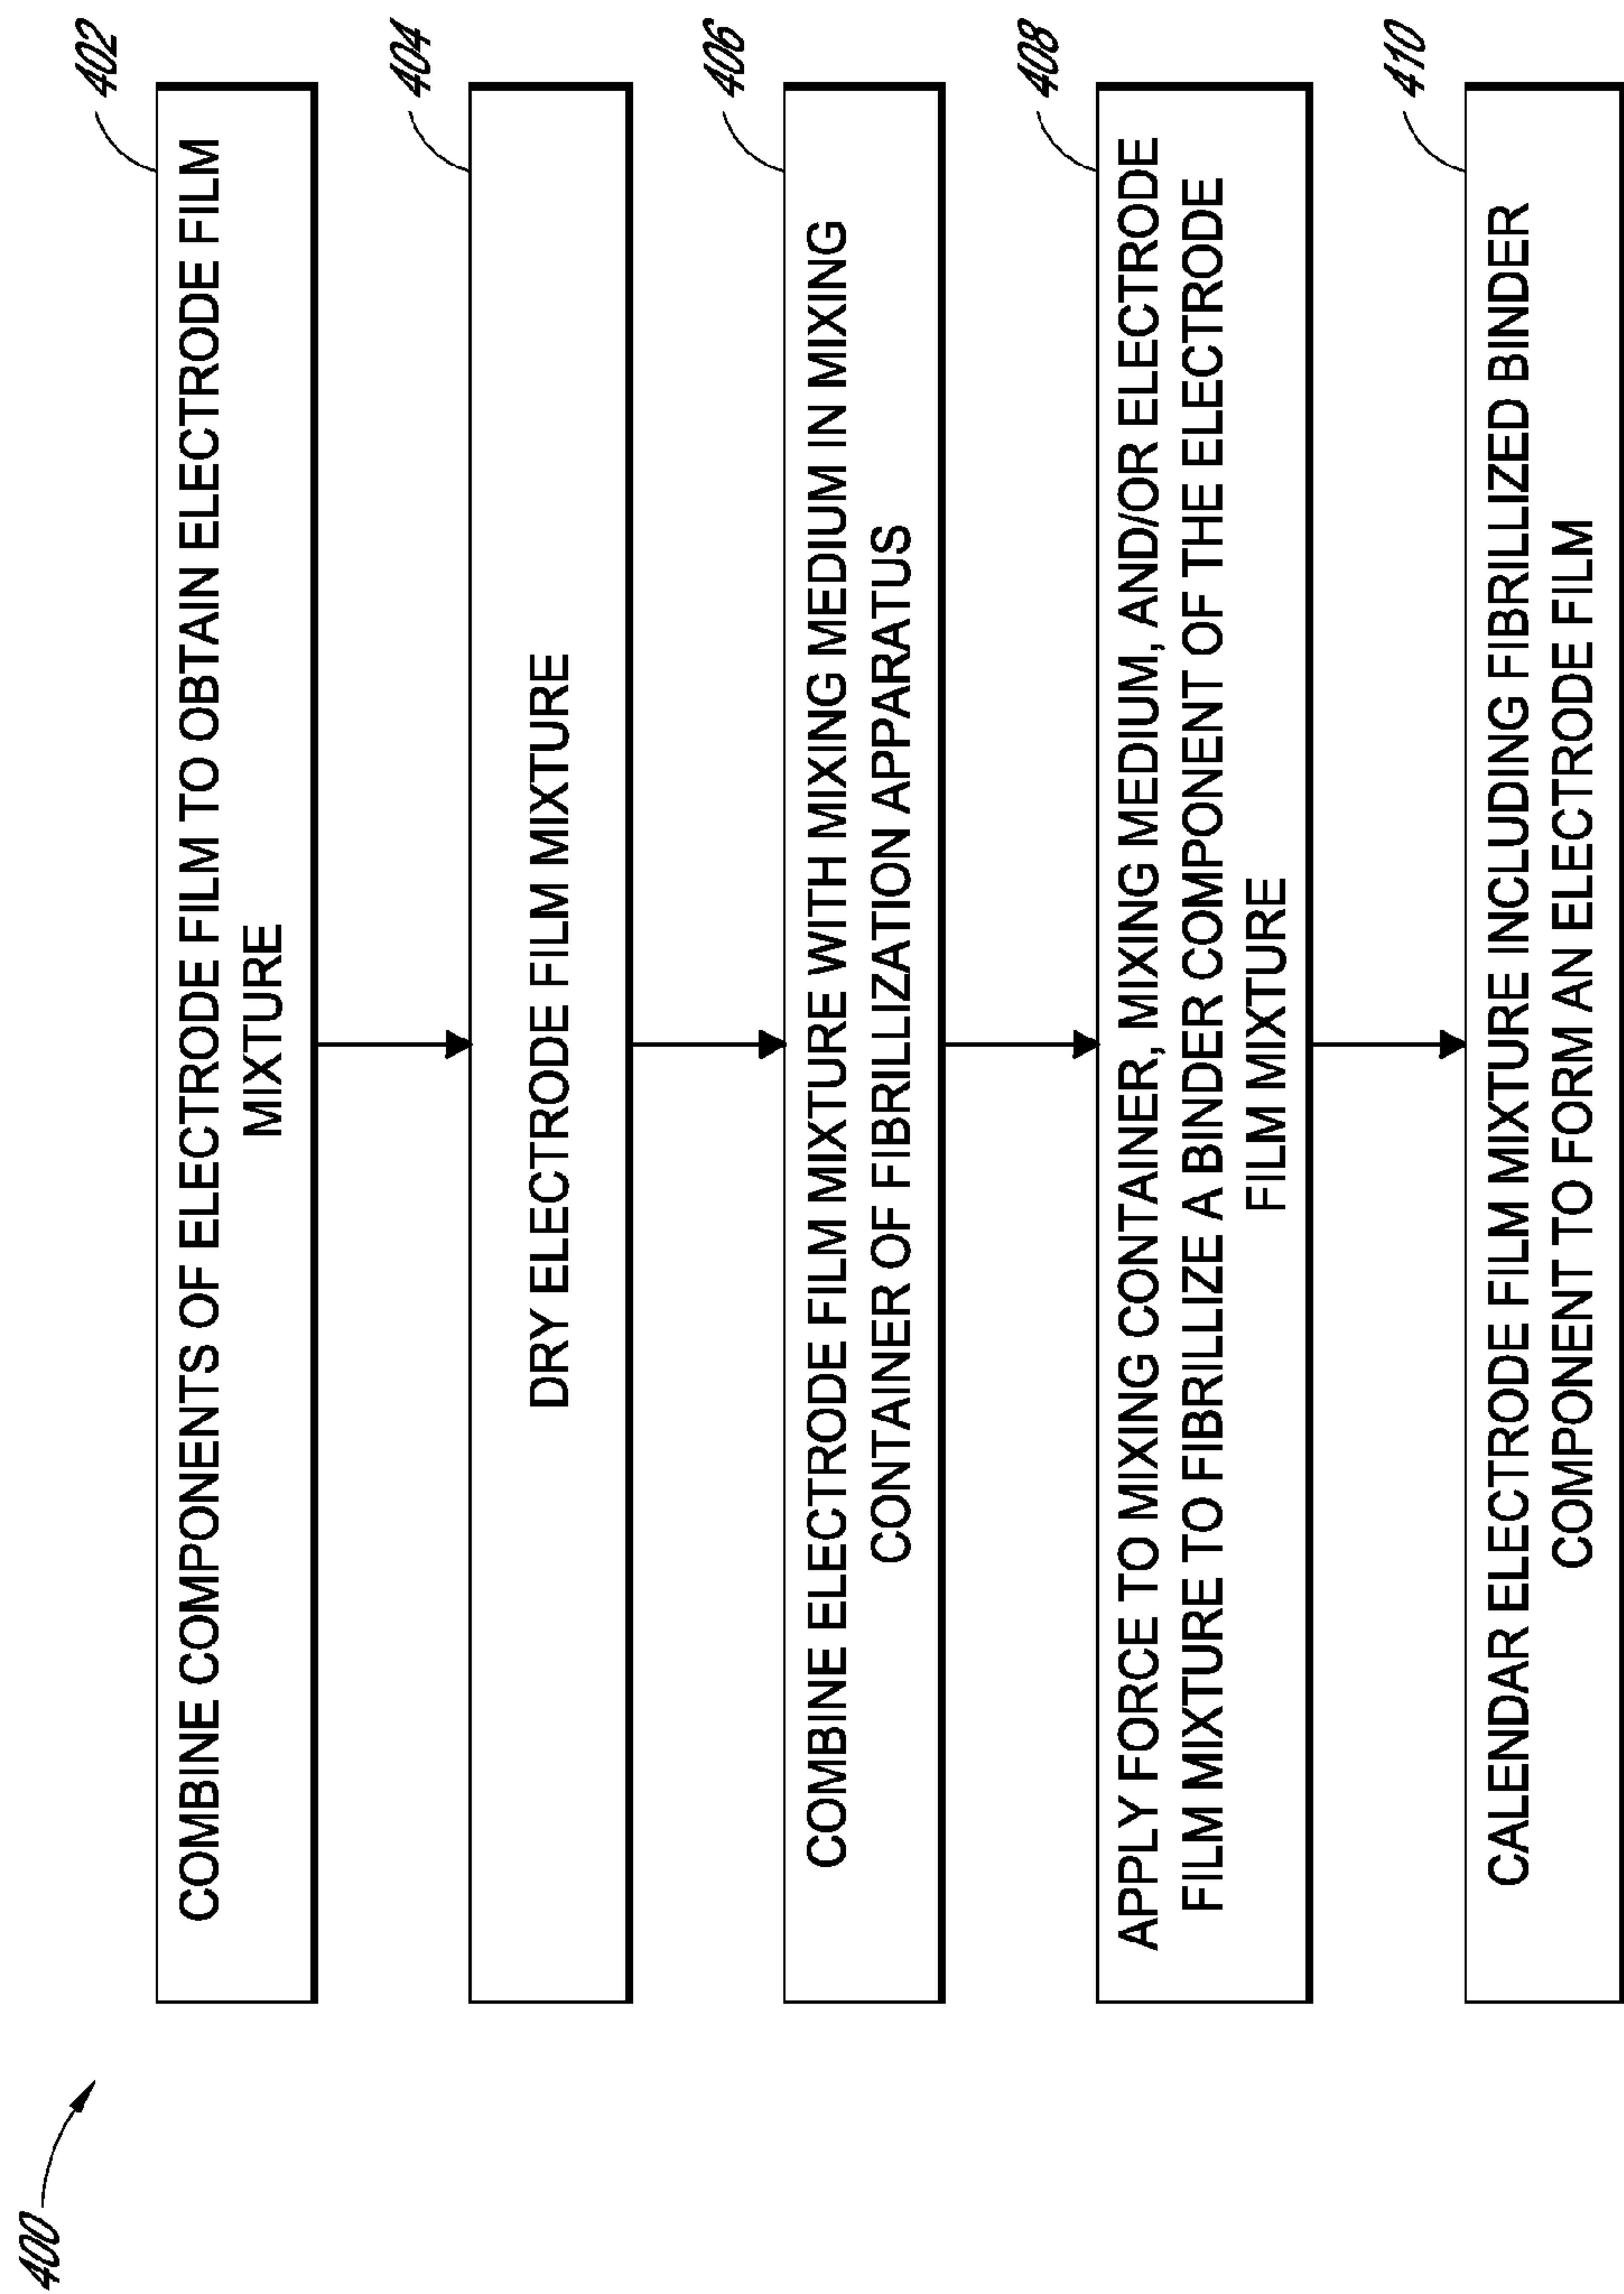 400
402
COMBINE COMPONENTS OF ELECTRODE FILM TO OBTAIN ELECTRODE FILM
MIXTURE
404
DRY ELECTRODE FILM MIXTURE
406
COMBINE ELECTRODE FILM MIXTURE WITH MIXING MEDIUM IN MIXING
CONTAINER OF FIBRILLIZATION APPARATUS
408
APPLY FORCE TO MIXING CONTAINER, MIXING MEDIUM, AND/OR ELECTRODE
FILM MIXTURE TO FIBRILLIZE A BINDER COMPONENT OF THE ELECTRODE
FILM MIXTURE
410
CALENDAR ELECTRODE FILM MIXTURE INCLUDING FIBRILLIZED BINDER
COMPONENT TO FORM AN ELECTRODE FILM